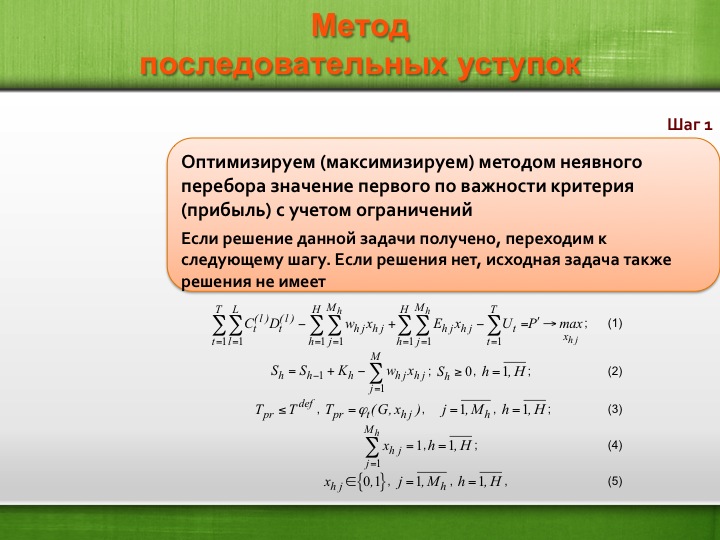 Метод
последовательных уступок
Шаг 1
Оптимизируем (максимизируем) методом неявного
перебора значение первого по важности критерия
(прибыль) с учетом ограничений
Если решение данной задачи получено, переходим к
следующему шагу. Если решения нет, исходная задача также
решения не имеет
$\sum_{t=1}^{T}\sum_{l=1}^{L} C_t^{(l)} D_t^{(l)} - \sum_{h=1}^{H}\sum_{j=1}^{M_h} w_{hj} x_{hj} + \sum_{h=1}^{H}\sum_{j=1}^{M_h} E_{hj} x_{hj} - \sum_{t=1}^{T} U_t = P' \to \max_{x_{hj}}$; (1)
$S_h = S_{h-1} + K_h - \sum_{j=1}^{M} w_{hj} x_{hj}$; $S_h \geq 0$, $h = \overline{1, H}$; (2)
$T_{pr} \leq T^{def}$, $T_{pr} = \varphi_t(G, x_{hj})$, $j = \overline{1, M_h}$, $h = \overline{1, H}$; (3)
$\sum_{j=1}^{M_h} x_{hj} = 1, h = \overline{1, H}$; (4)
$x_{hj} \in \{0,1\}$, $j = \overline{1, M_h}$, $h = \overline{1, H}$, (5)